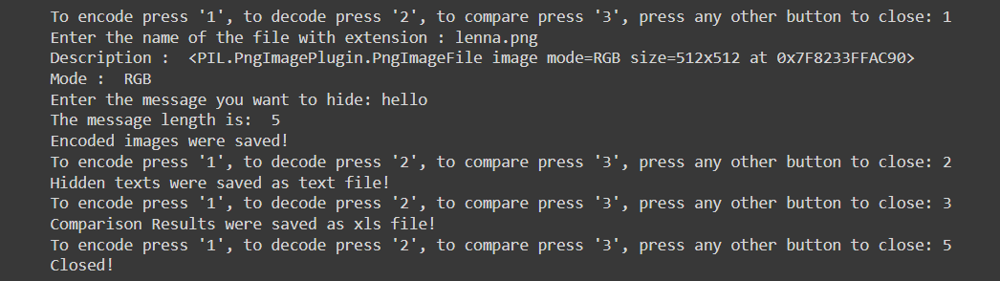 To encode press '1', to decode press '2', to compare press '3', press any other button to close: 1
Enter the name of the file with extension : lenna.png
Description :  <PIL.PngImagePlugin.PngImageFile image mode=RGB size=512x512 at 0x7F8233FFAC90>
Mode :  RGB
Enter the message you want to hide: hello
The message length is:  5
Encoded images were saved!
To encode press '1', to decode press '2', to compare press '3', press any other button to close: 2
Hidden texts were saved as text file!
To encode press '1', to decode press '2', to compare press '3', press any other button to close: 3
Comparison Results were saved as xls file!
To encode press '1', to decode press '2', to compare press '3', press any other button to close: 5
Closed!